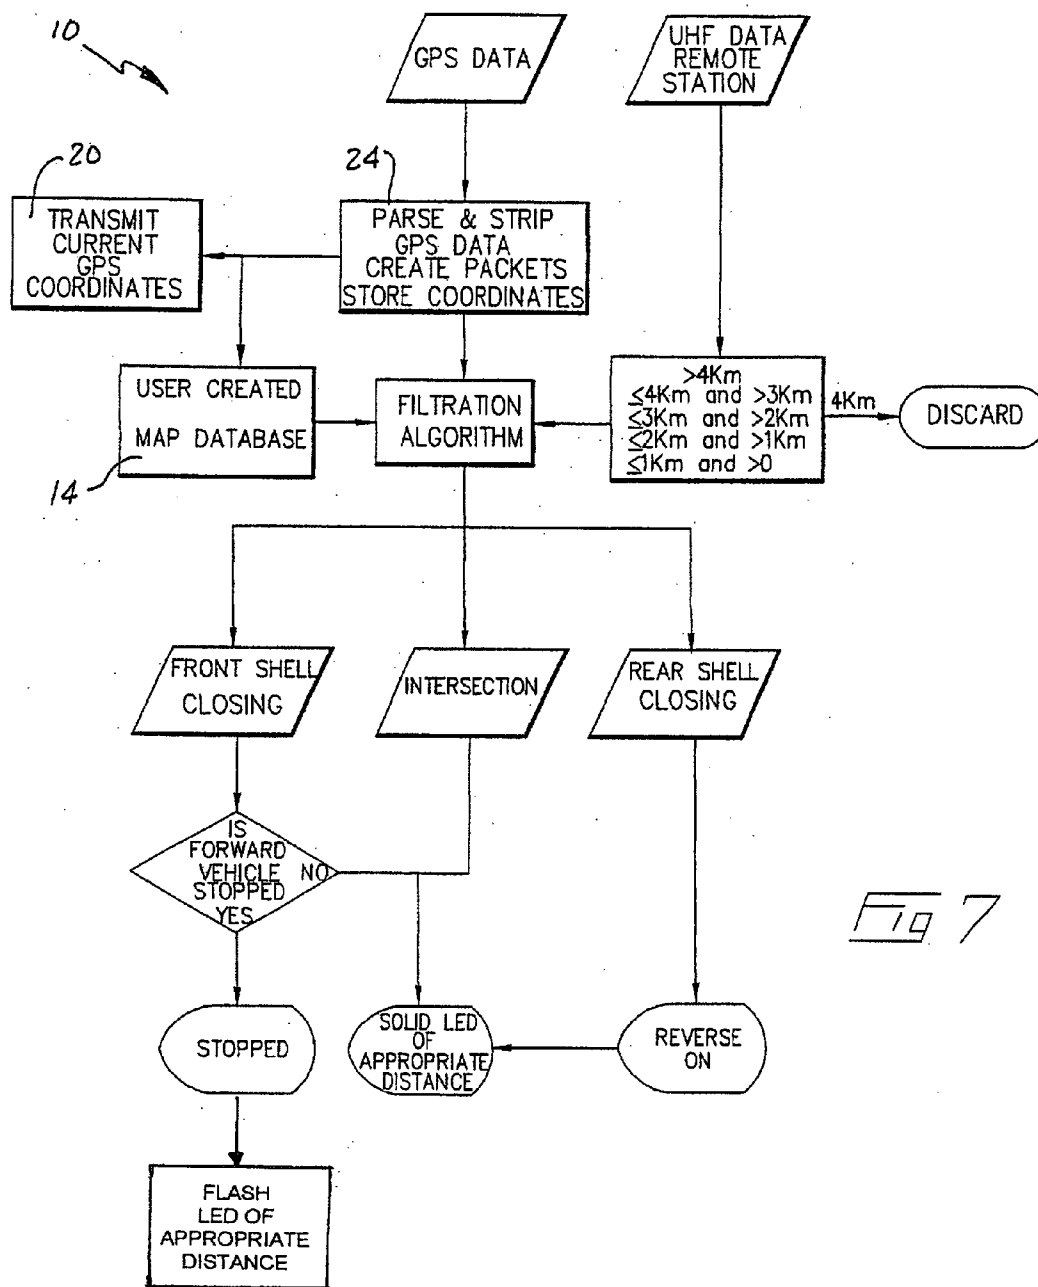 10
GPS DATA
UHF DATA
REMOTE
STATION
20
TRANSMIT
CURRENT
GPS
COORDINATES
24
PARSE & STRIP
GPS DATA
CREATE PACKETS
STORE COORDINATES
USER CREATED
MAP DATABASE
14
FILTRATION
ALGORITHM
>4Km
≤4Km and >3Km
≤3Km and >2Km
≤2Km and >1Km
≤1Km and >0
4Km
DISCARD
FRONT SHELL
CLOSING
INTERSECTION
REAR SHELL
CLOSING
IS
FORWARD
VEHICLE
STOPPED
YES
NO
STOPPED
SOLID LED
OF
APPROPRIATE
DISTANCE
REVERSE
ON
FLASH
LED OF
APPROPRIATE
DISTANCE
Fig 7